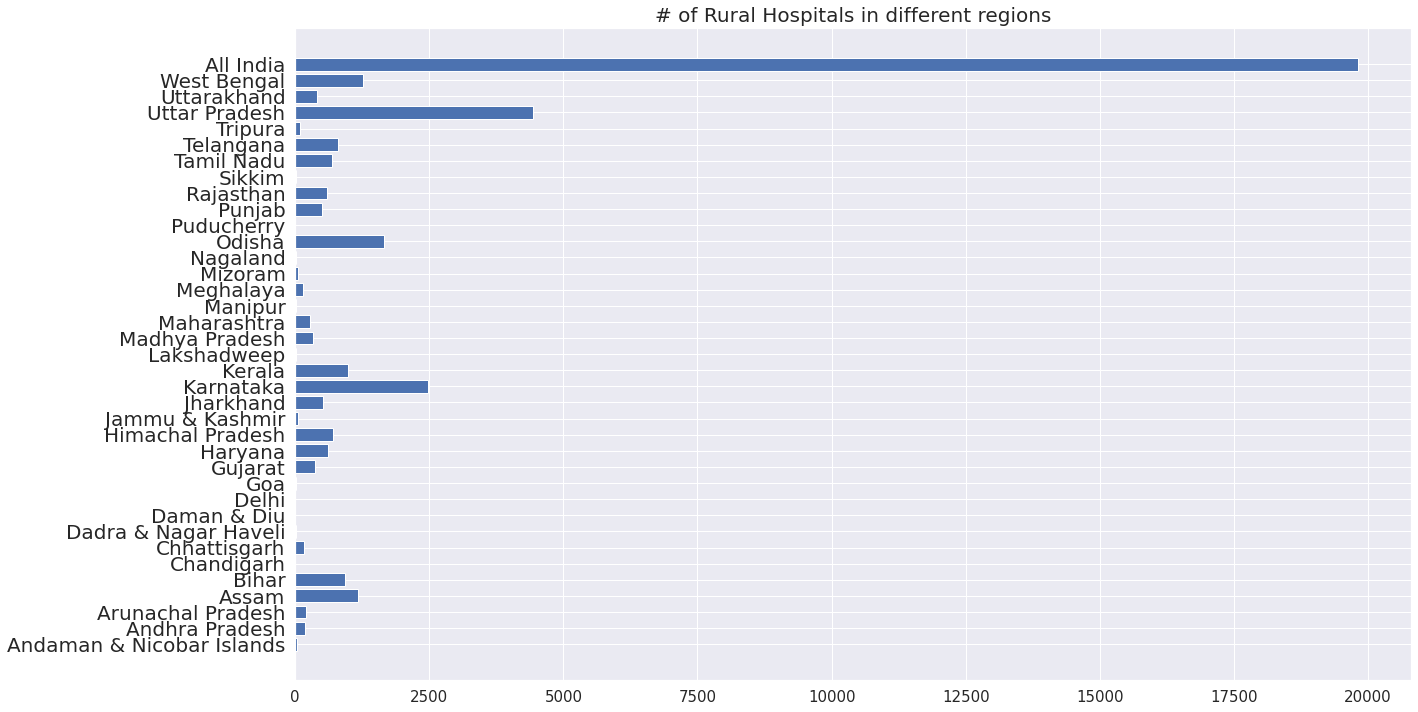 # of Rural Hospitals in different regions
All India
West Bengal
Uttarakhand
Uttar Pradesh
Tripura
Telangana
Tamil Nadu
Sikkim
Rajasthan
Punjab
Puducherry
Odisha
Nagaland
Mizoram
Meghalaya
Manipur
Maharashtra
Madhya Pradesh
Lakshadweep
Kerala
Karnataka
Jharkhand
Jammu & Kashmir
Himachal Pradesh
Haryana
Gujarat
Goa
Delhi
Daman & Diu
Dadra & Nagar Haveli
Chhattisgarh
Chandigarh
Bihar
Assam
Arunachal Pradesh
Andhra Pradesh
Andaman & Nicobar Islands
0 2500 5000 7500 10000 12500 15000 17500 20000